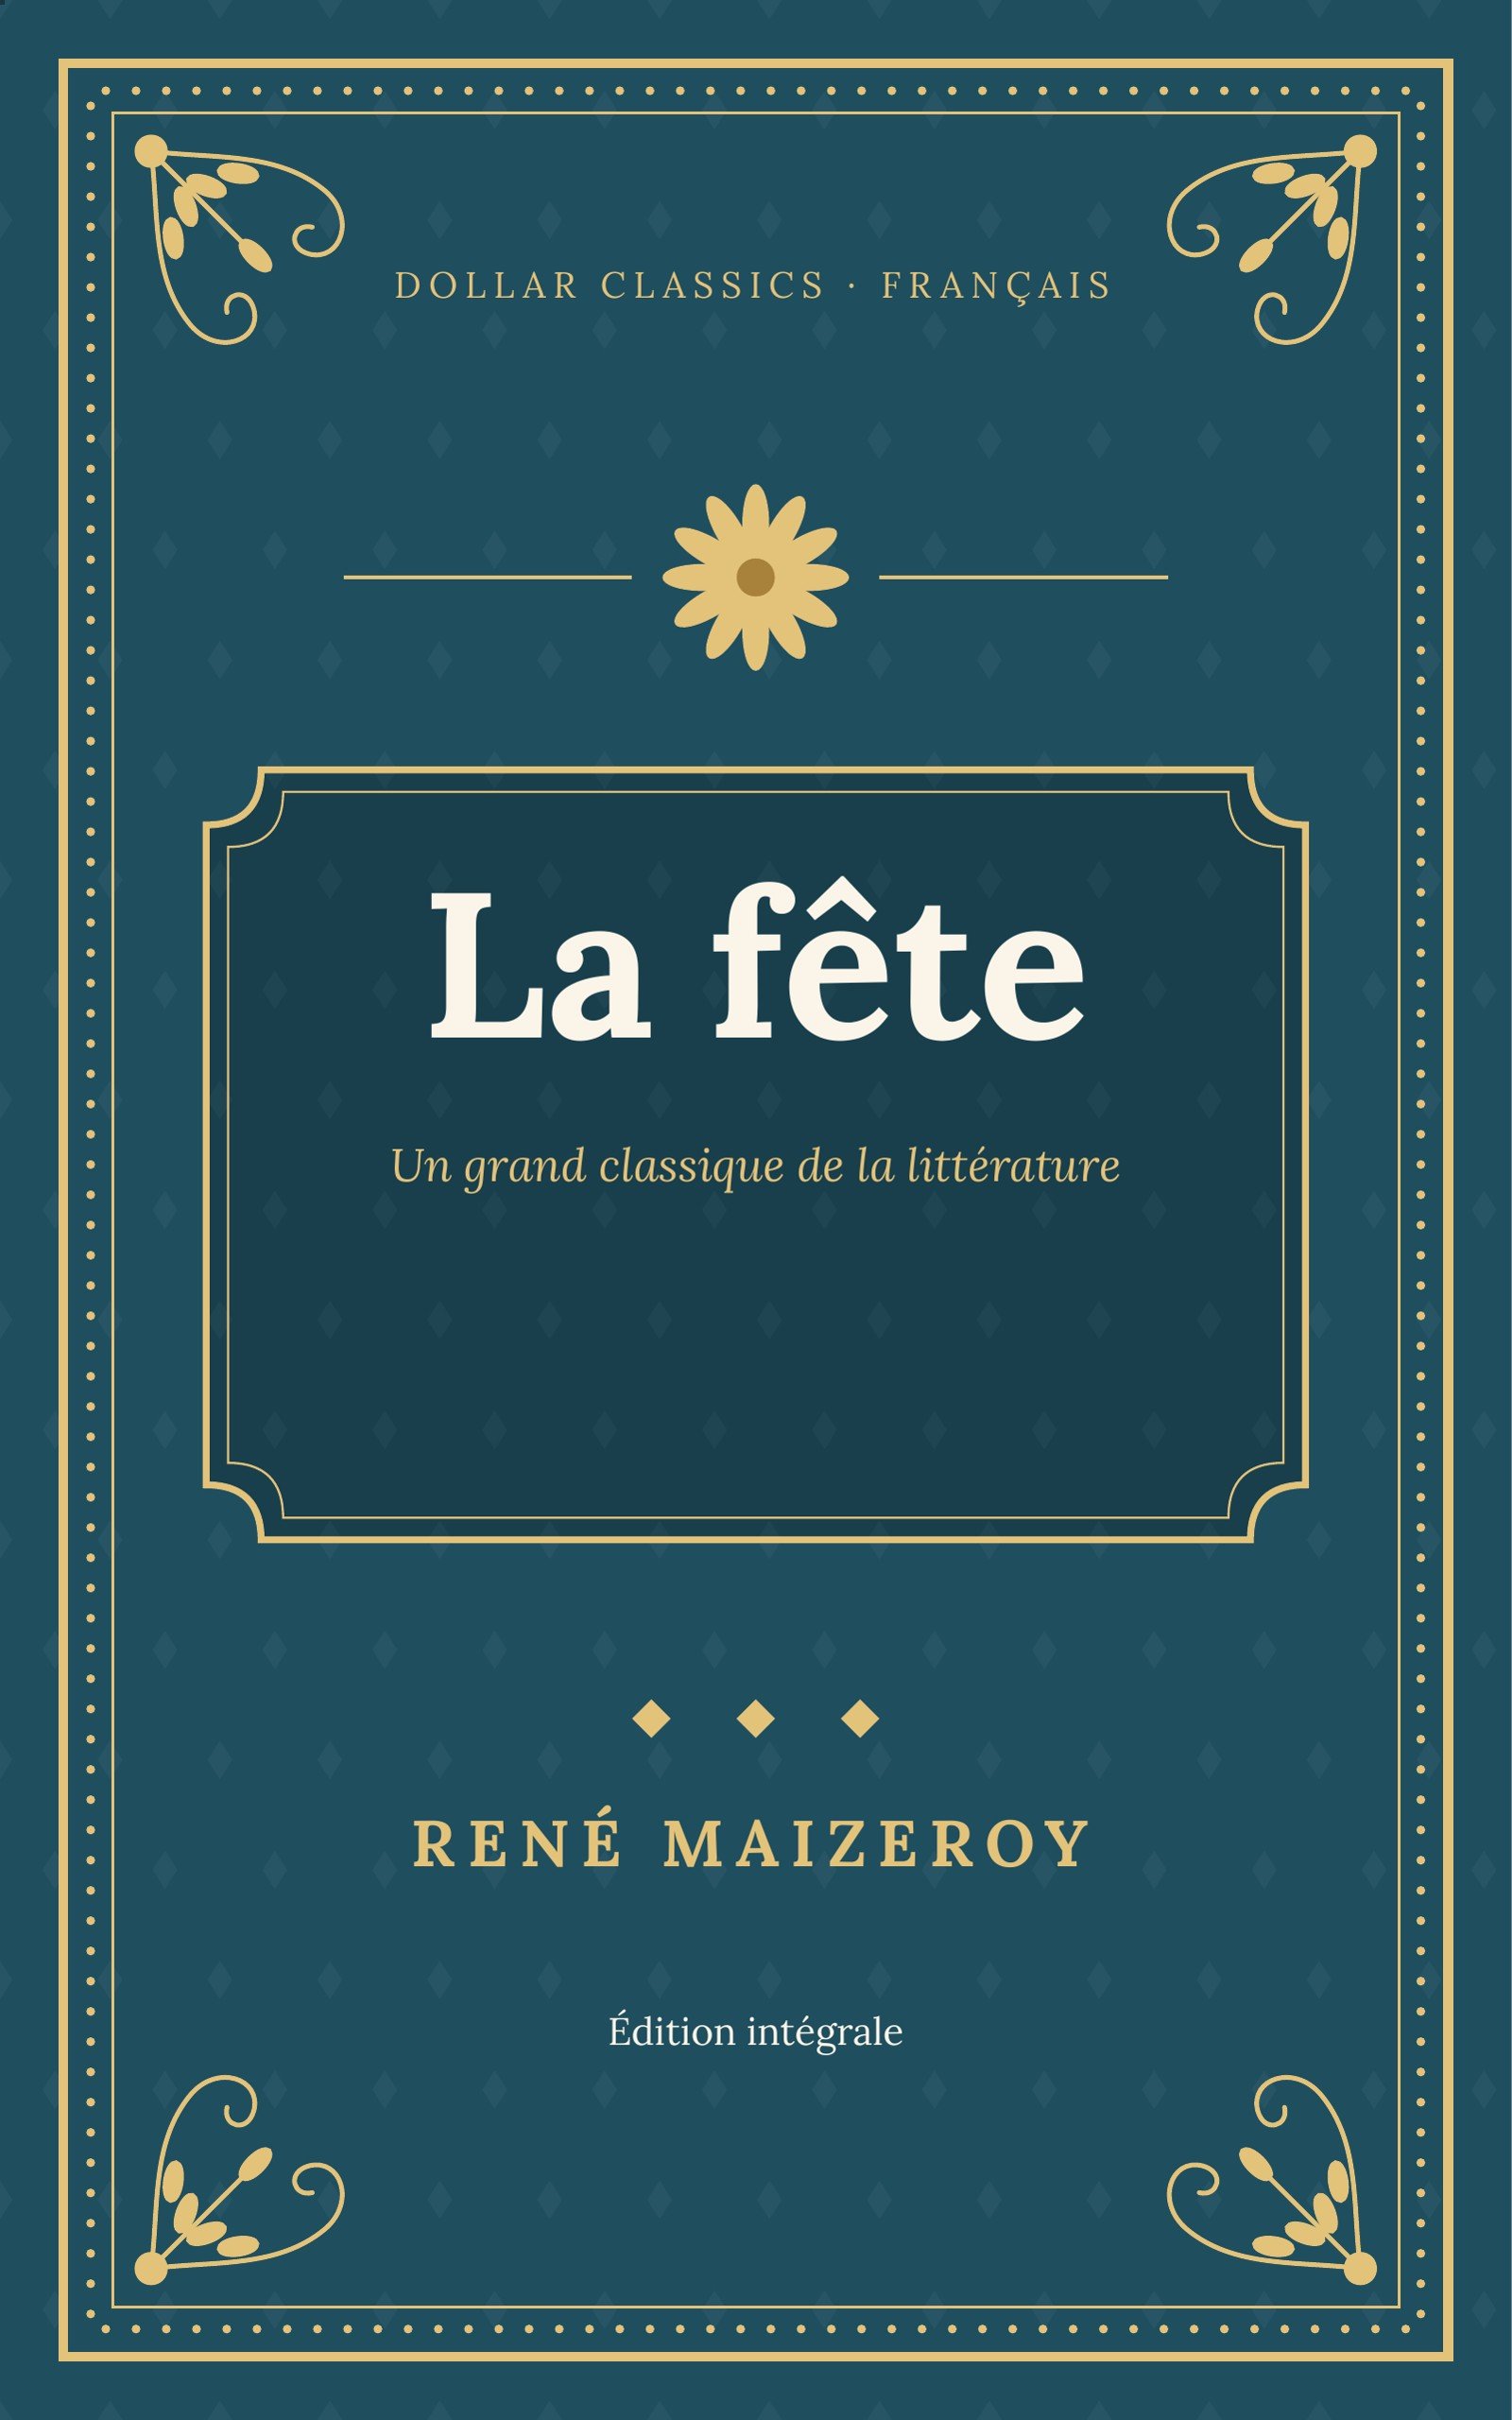 DOLLAR CLASSICS · FRANÇAIS
La fête
Un grand classique de la littérature
RENÉ MAIZEROY
Édition intégrale